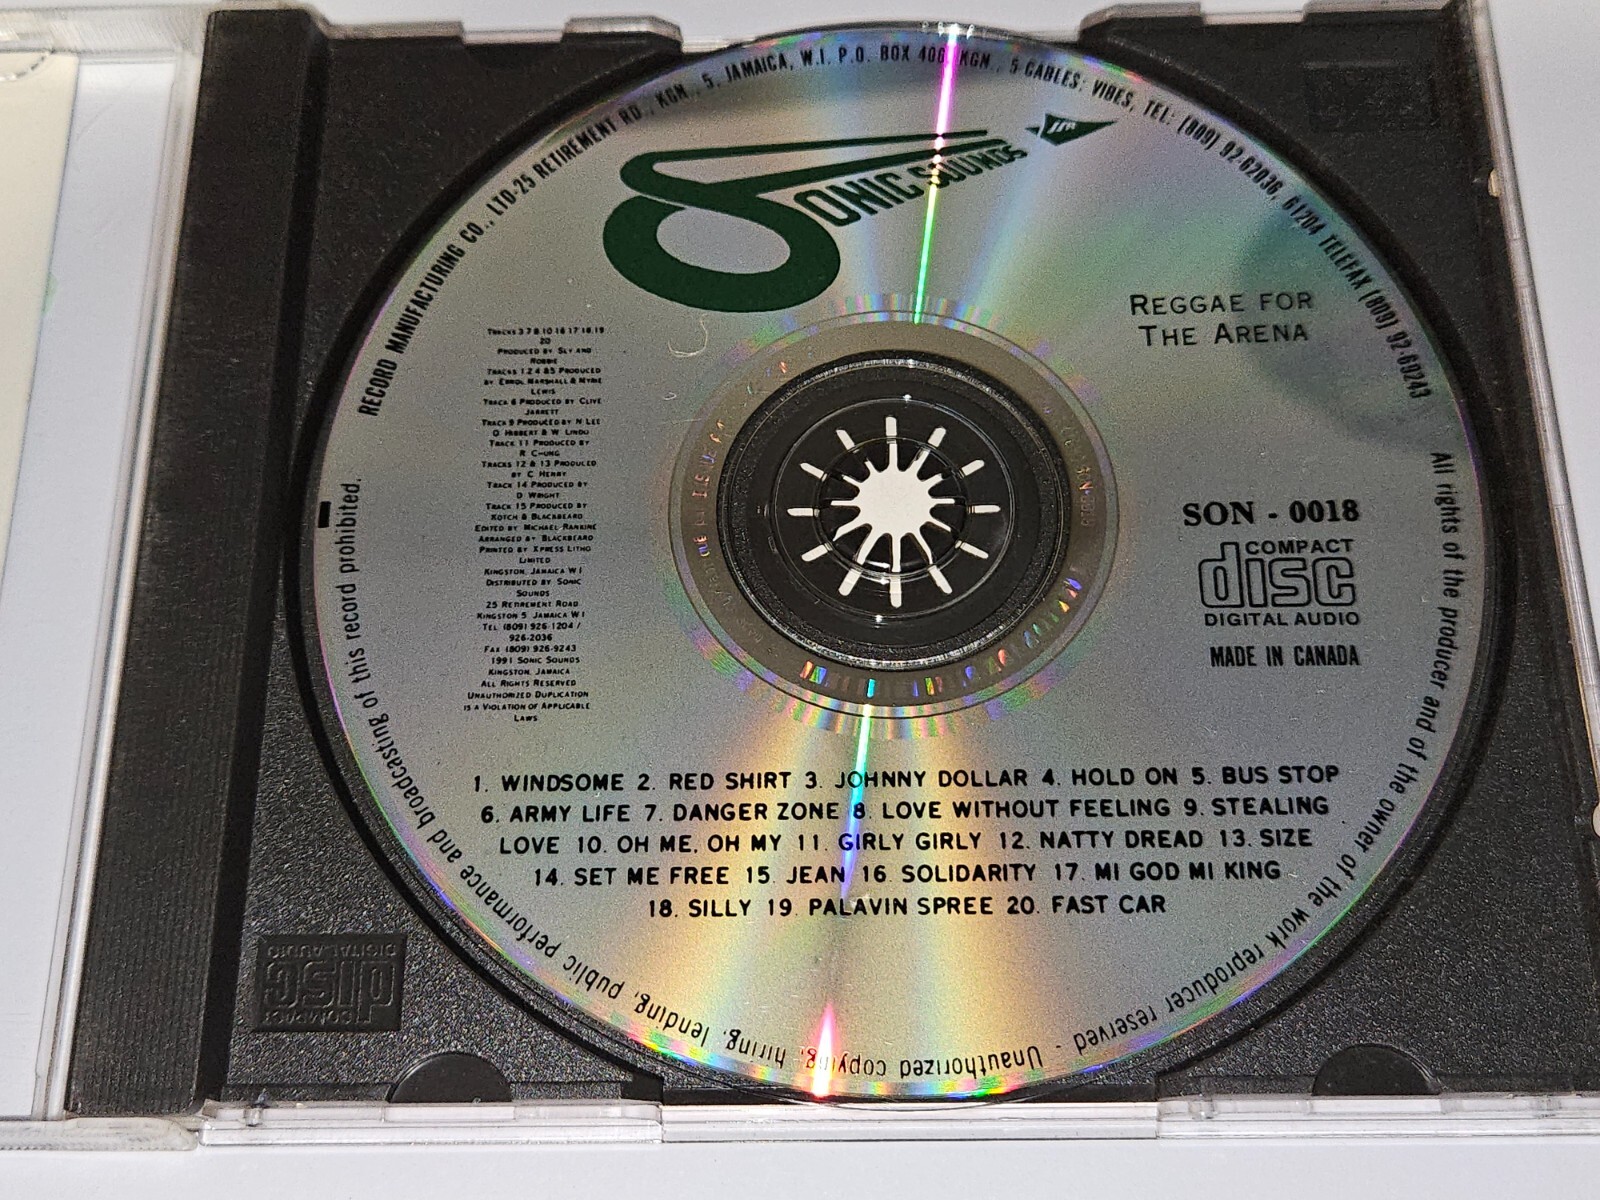 RECORD MANUFACTURING CO., LTD-25 RETIREMENT RD., KGN., 5, JAMAICA, W.I. P.O. BOX 400, KGN., 5 CABLES; VIBES, TEL: (809) 92-62036, 61204 TELEFAX (809) 92-69243
SONIC SOUNDS
REGGAE FOR
THE ARENA
TRACKS 3 7 8 10 16 17 18 19
20
PRODUCED BY SLY AND
ROBBIE
TRACKS 1 2 4 & 5 PRODUCED
BY ERROL MARSHALL & MYRIE
LEWIS
TRACK 6 PRODUCED BY CLIVE
JARRETT
TRACK 9 PRODUCED BY N LEE
O HIBBERT & W LINDO
TRACK 11 PRODUCED BY
TRACKS 12 & 13 PRODUCED
BY C HENRY
TRACK 14 PRODUCED BY
D WRIGHT
TRACK 15 PRODUCED BY
KOTCH & BLACKBEARD
EDITED BY MICHAEL RANKINE
ARRANGED BY BLACKBEARD
PRINTED BY XPRESS LITHO
LIMITED
KINGSTON, JAMAICA W I
DISTRIBUTED BY SONIC
SOUNDS
25 RETIREMENT ROAD
KINGSTON 5 JAMAICA W I
TEL (809) 926-1204 /
926-2036
FAX (809) 926-9243
1991 SONIC SOUNDS
KINGSTON, JAMAICA
ALL RIGHTS RESERVED
UNAUTHORIZED DUPLICATION
IS A VIOLATION OF APPLICABLE
LAWS
SON - 0018
COMPACT
disc
DIGITAL AUDIO
MADE IN CANADA
1. WINDSOME 2. RED SHIRT 3. JOHNNY DOLLAR 4. HOLD ON 5. BUS STOP
6. ARMY LIFE 7. DANGER ZONE 8. LOVE WITHOUT FEELING 9. STEALING
LOVE 10. OH ME, OH MY 11. GIRLY GIRLY 12. NATTY DREAD 13. SIZE
14. SET ME FREE 15. JEAN 16. SOLIDARITY 17. MI GOD MI KING
18. SILLY 19. PALAVIN SPREE 20. FAST CAR
All rights of the producer and of the owner of the work reproducer reserved - Unauthorized copying, hiring, lending, public performance and broadcasting of this record prohibited.
COMPACT
disc
DIGITAL AUDIO